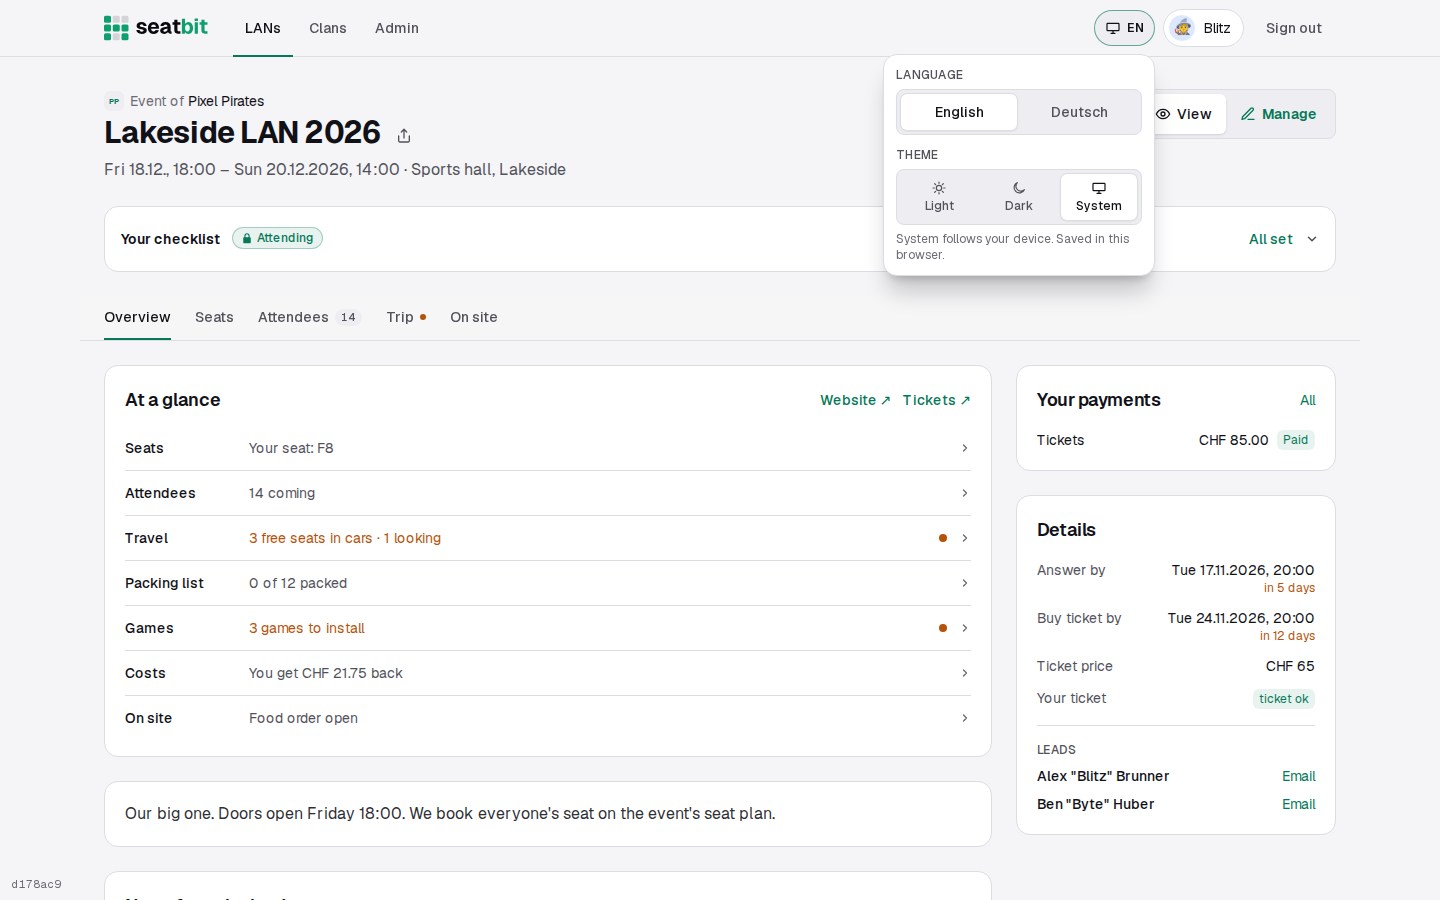 seatbit LANs Clans Admin EN Blitz Sign out
LANGUAGE
English Deutsch
THEME
Light Dark System
System follows your device. Saved in this
browser.
PP Event of Pixel Pirates
Lakeside LAN 2026
View Manage
Fri 18.12., 18:00 – Sun 20.12.2026, 14:00 · Sports hall, Lakeside
Your checklist Attending All set
Overview Seats Attendees 14 Trip On site
At a glance Website ↗ Tickets ↗
Seats Your seat: F8
Attendees 14 coming
Travel 3 free seats in cars · 1 looking
Packing list 0 of 12 packed
Games 3 games to install
Costs You get CHF 21.75 back
On site Food order open
Our big one. Doors open Friday 18:00. We book everyone's seat on the event's seat plan.
Your payments All
Tickets CHF 85.00 Paid
Details
Answer by Tue 17.11.2026, 20:00
in 5 days
Buy ticket by Tue 24.11.2026, 20:00
in 12 days
Ticket price CHF 65
Your ticket ticket ok
LEADS
Alex "Blitz" Brunner Email
Ben "Byte" Huber Email
d178ac9